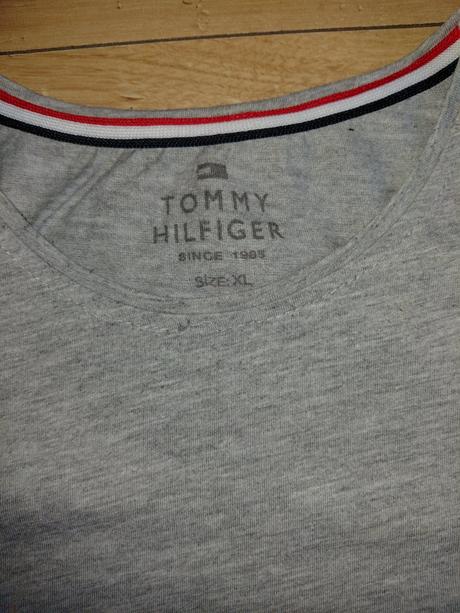 TOMMY
HILFIGER
SINCE 1985
SIZE: XL